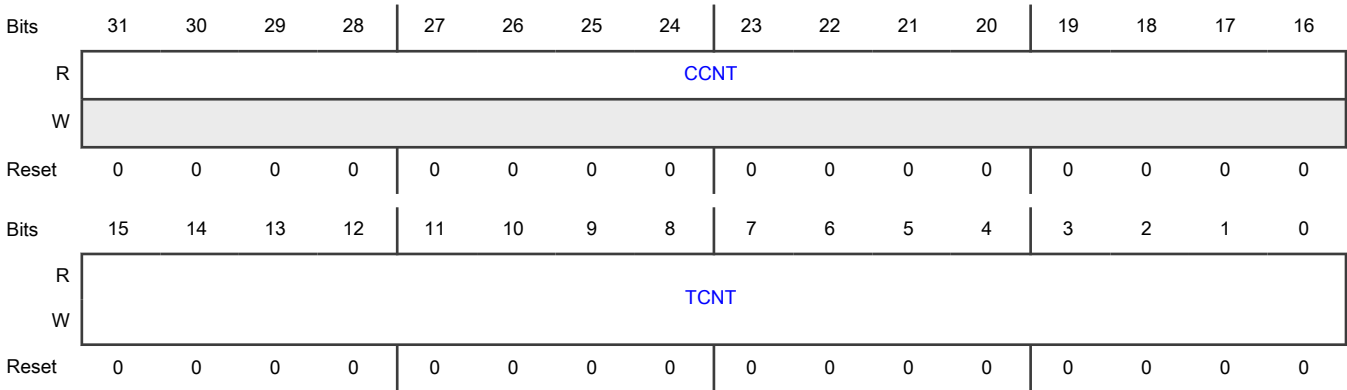 Bits 31 30 29 28 27 26 25 24 23 22 21 20 19 18 17 16
R CCNT
W
Reset 0 0 0 0 0 0 0 0 0 0 0 0 0 0 0 0
Bits 15 14 13 12 11 10 9 8 7 6 5 4 3 2 1 0
R
TCNT
W
Reset 0 0 0 0 0 0 0 0 0 0 0 0 0 0 0 0